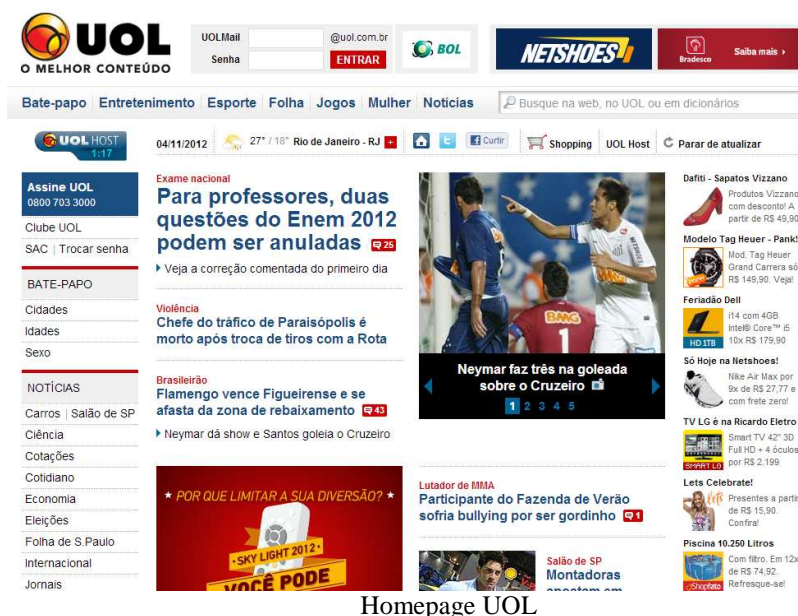 UOL
O MELHOR CONTEÚDO
UOLMail
@uol.com.br
Senha
ENTRAR
BOL
NETSHOES
Bradesco
Saiba mais ›
Bate-papo Entretenimento Esporte Folha Jogos Mulher Notícias
Busque na web, no UOL ou em dicionários
UOL HOST
1:17
04/11/2012
27° / 18° Rio de Janeiro - RJ
Curtir
Shopping
UOL Host
Parar de atualizar
Assine UOL
0800 703 3000
Clube UOL
SAC | Trocar senha
BATE-PAPO
Cidades
Idades
Sexo
NOTÍCIAS
Carros | Salão de SP
Ciência
Cotações
Cotidiano
Economia
Eleições
Folha de S.Paulo
Internacional
Jornais
Exame nacional
Para professores, duas
questões do Enem 2012
podem ser anuladas 25
Veja a correção comentada do primeiro dia
Violência
Chefe do tráfico de Paraisópolis é
morto após troca de tiros com a Rota
Brasileirão
Flamengo vence Figueirense e se
afasta da zona de rebaixamento 43
Neymar dá show e Santos goleia o Cruzeiro
★ POR QUE LIMITAR A SUA DIVERSÃO? ★
• SKY LIGHT 2012 •
VOCÊ PODE
BMG
1
Neymar faz três na goleada
sobre o Cruzeiro
1 2 3 4 5
Lutador de MMA
Participante do Fazenda de Verão
sofria bullying por ser gordinho 1
Salão de SP
Montadoras
apostam em
Dafiti - Sapatos Vizzano
Produtos Vizzano
com desconto! A
partir de R$ 49,90
Modelo Tag Heuer - Pank!
Mod. Tag Heuer
Grand Carrera só
R$ 149,90. Veja!
Feriadão Dell
i14 com 4GB
Intel® Core™ i5
10x R$ 179,90
HD 1TB
Só Hoje na Netshoes!
Nike Air Max por
9x de R$ 27,77 e
com frete zero!
TV LG é na Ricardo Eletro
Smart TV 42" 3D
Full HD + 4 óculos
por R$ 2.199
SMART LG
Lets Celebrate!
Presentes a partir
de R$ 15,90.
Confira!
Piscina 10.250 Litros
Com filtro. Em 12x
de R$ 74,92.
Refresque-se!
Shopfato
Homepage UOL